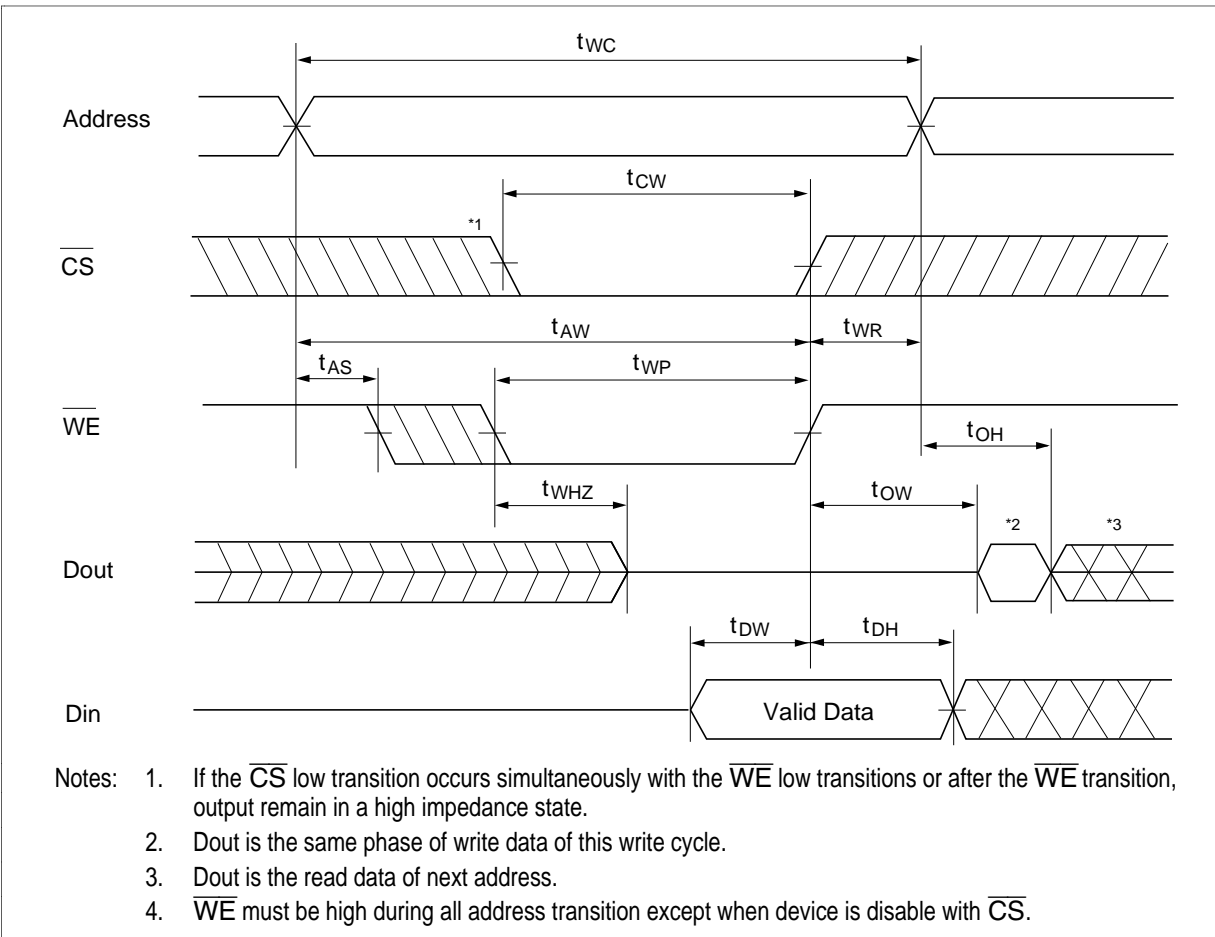 tWC
Address
tCW
*1
CS
tAW
tWR
tAS
tWP
WE
tOH
tWHZ
tOW
*2
*3
Dout
tDW
tDH
Din
Valid Data
Notes: 1. If the CS low transition occurs simultaneously with the WE low transitions or after the WE transition,
output remain in a high impedance state.
2. Dout is the same phase of write data of this write cycle.
3. Dout is the read data of next address.
4. WE must be high during all address transition except when device is disable with CS.